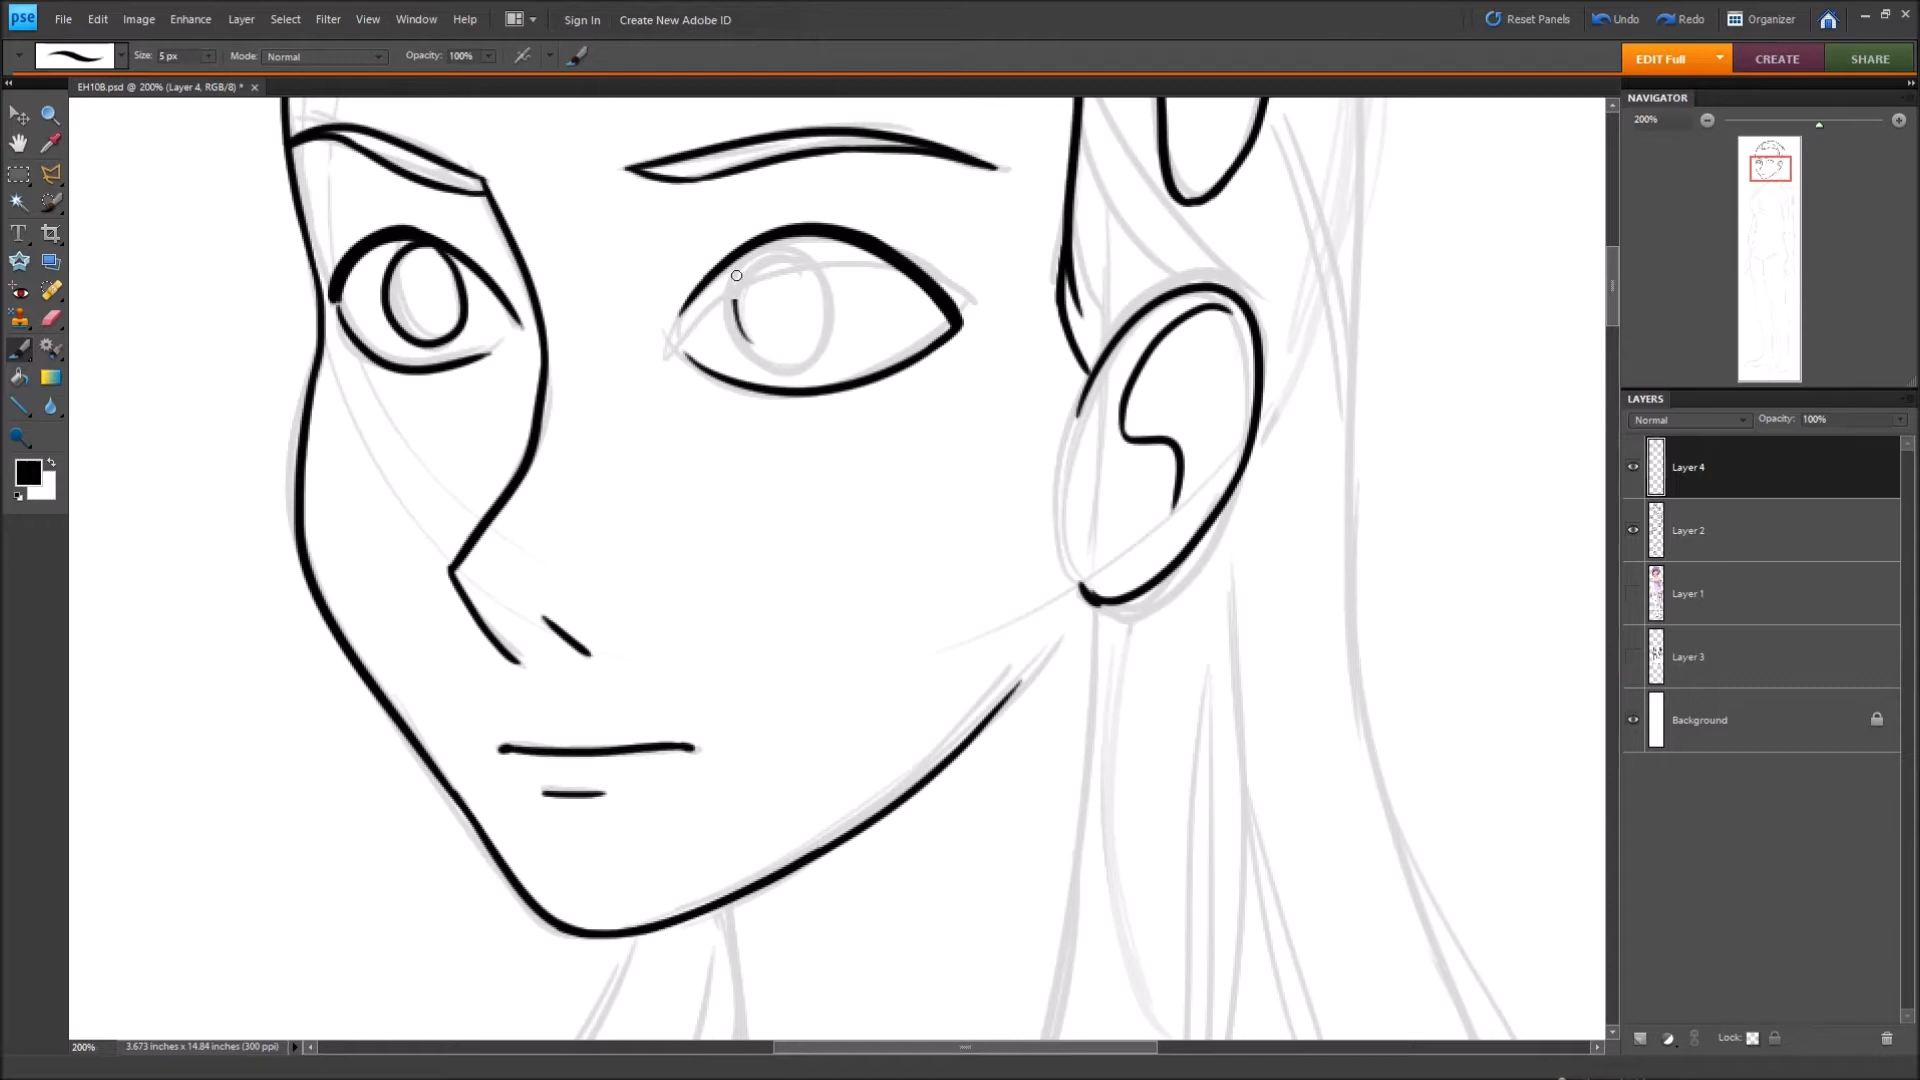 pse File Edit Image Enhance Layer Select Filter View Window Help Sign In Create New Adobe ID Reset Panels Undo Redo Organizer
Size: 5 px Mode: Normal Opacity: 100% EDIT Full CREATE SHARE
EH10B.psd @ 200% (Layer 4, RGB/8) *
NAVIGATOR
200%
LAYERS
Normal Opacity: 100%
Layer 4
Layer 2
Layer 1
Layer 3
Background
Lock:
200% 3.673 inches x 14.84 inches (300 ppi)